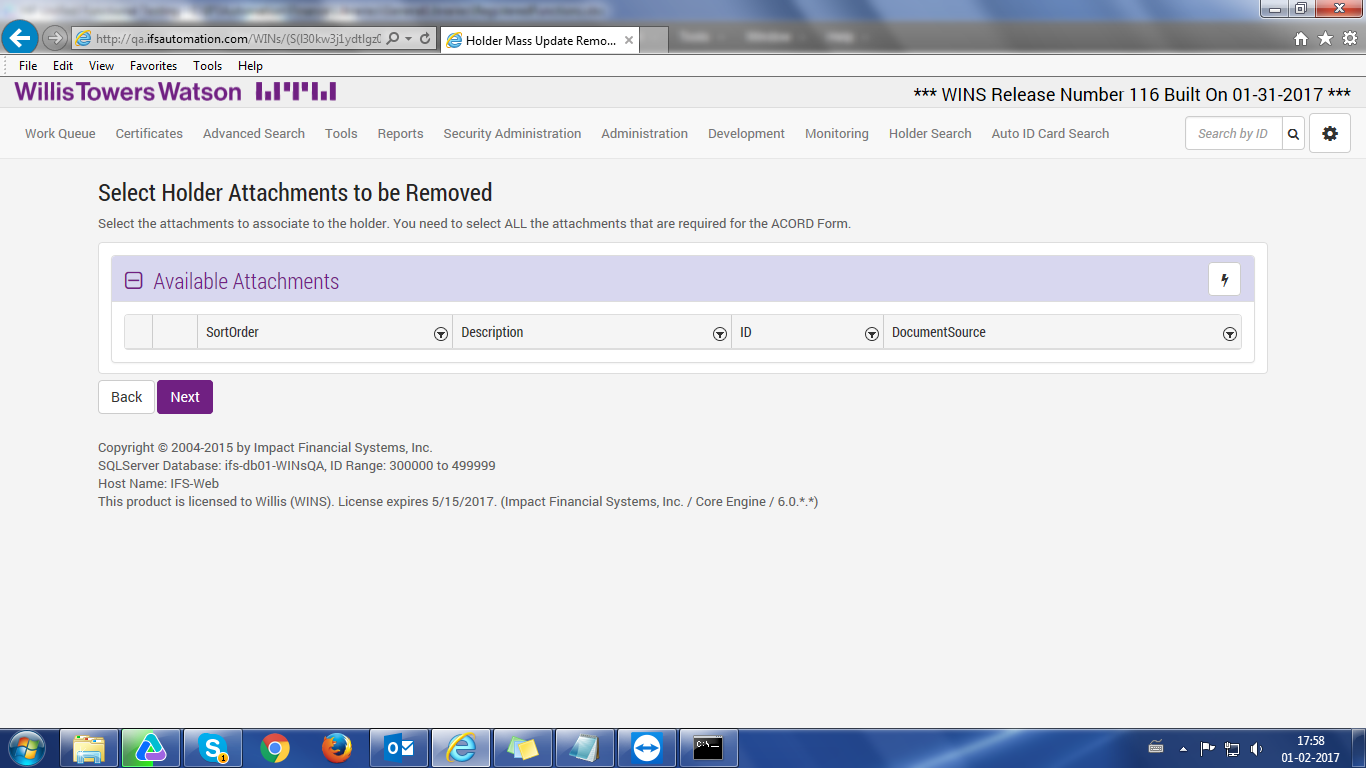 http://qa.ifsautomation.com/WINs/(S(l30kw3j1ydtlgz0
Holder Mass Update Remo...
File Edit View Favorites Tools Help
WillisTowersWatson
*** WINS Release Number 116 Built On 01-31-2017 ***
Work Queue Certificates Advanced Search Tools Reports Security Administration Administration Development Monitoring Holder Search Auto ID Card Search Search by ID
Select Holder Attachments to be Removed
Select the attachments to associate to the holder. You need to select ALL the attachments that are required for the ACORD Form.
Available Attachments
SortOrder Description ID DocumentSource
Back Next
Copyright © 2004-2015 by Impact Financial Systems, Inc.
SQLServer Database: ifs-db01-WINsQA, ID Range: 300000 to 499999
Host Name: IFS-Web
This product is licensed to Willis (WINS). License expires 5/15/2017. (Impact Financial Systems, Inc. / Core Engine / 6.0.*.*)
17:58
01-02-2017